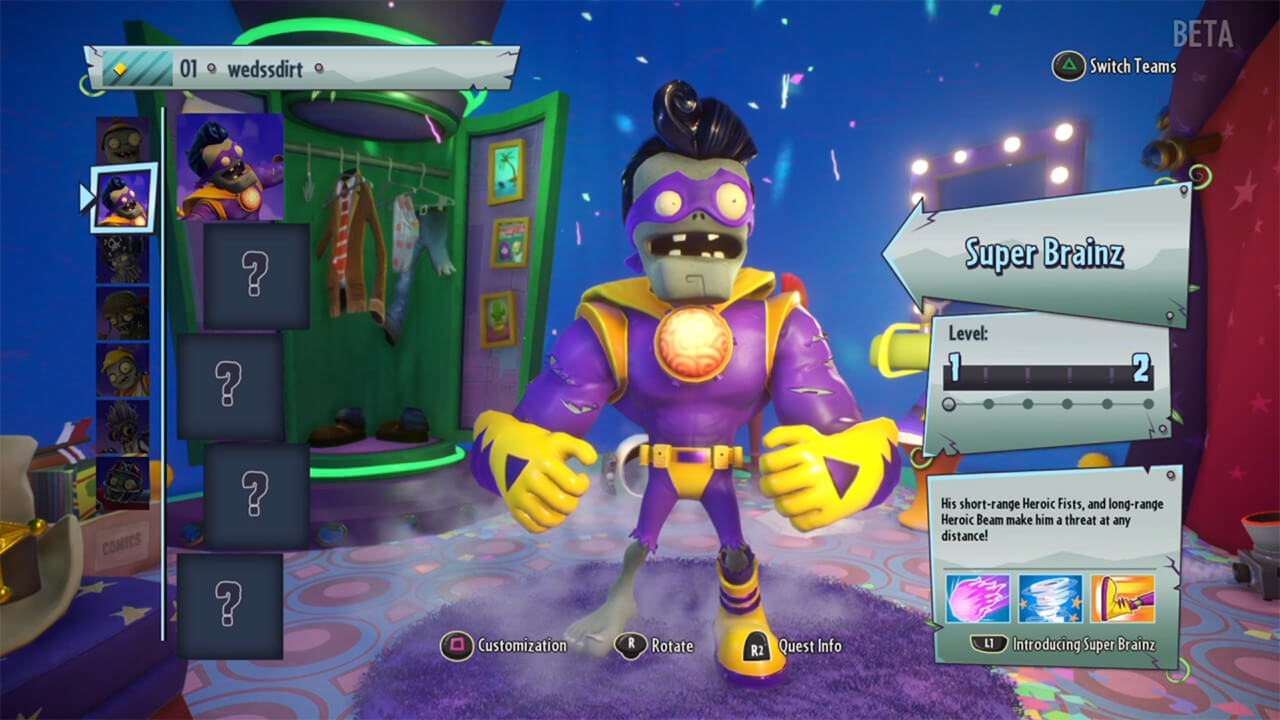 BETA
Switch Teams
01 wedssdirt
?
?
?
?
Super Brainz
Level:
1 2
His short-range Heroic Fists, and long-range
Heroic Beam make him a threat at any
distance!
L1 Introducing Super Brainz
COMICS
Customization
R Rotate
R2 Quest Info